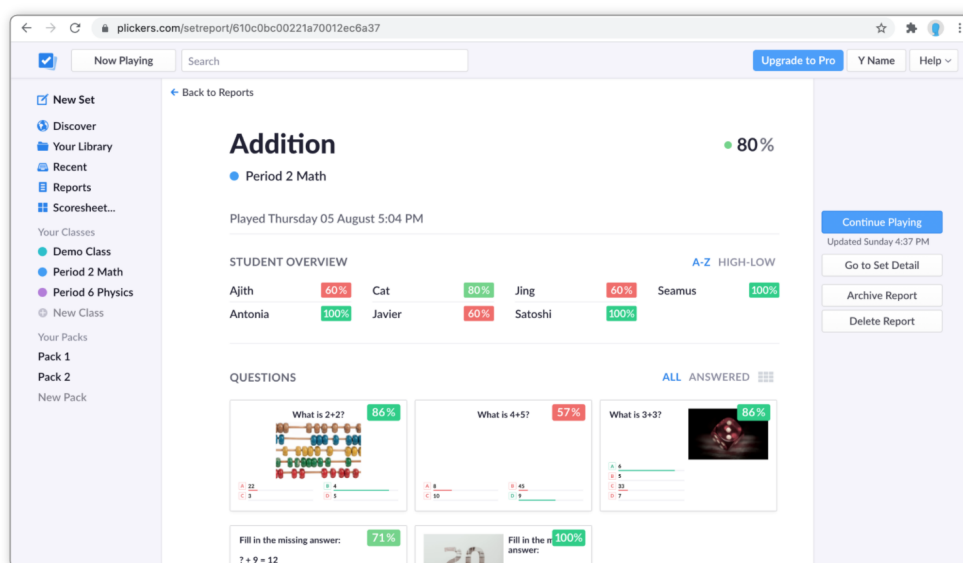 plickers.com/setreport/610c0bc00221a70012ec6a37
Now Playing
Search
Upgrade to Pro
Y Name
Help
New Set
Discover
Your Library
Recent
Reports
Scoresheet...
Your Classes
Demo Class
Period 2 Math
Period 6 Physics
New Class
Your Packs
Pack 1
Pack 2
New Pack
← Back to Reports
Addition
80%
Period 2 Math
Played Thursday 05 August 5:04 PM
STUDENT OVERVIEW
A-Z HIGH-LOW
Ajith 60% Cat 80% Jing 60% Seamus 100%
Antonia 100% Javier 60% Satoshi 100%
QUESTIONS
ALL ANSWERED
What is 2+2? 86%
A 22 B 4
C 3 D 5
What is 4+5? 57%
A 8 B 45
C 10 D 9
What is 3+3? 86%
A 6
B 5
C 33
D 7
Fill in the missing answer: 71%
? + 9 = 12
20
Fill in the m 100%
answer:
Continue Playing
Updated Sunday 4:37 PM
Go to Set Detail
Archive Report
Delete Report